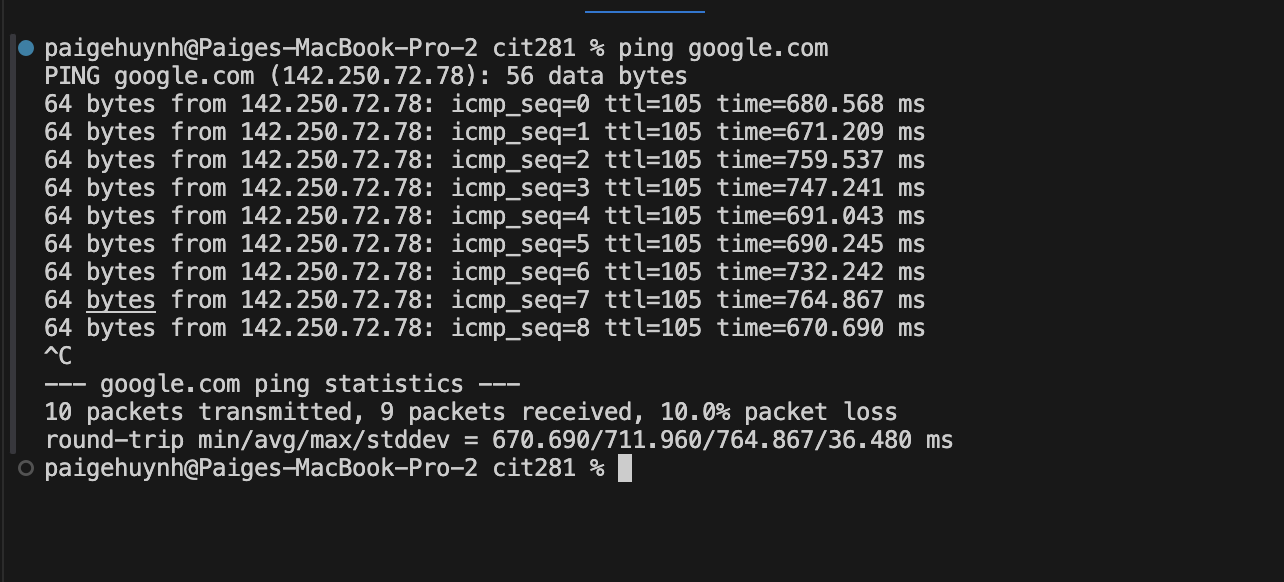 paigehuynh@Paiges-MacBook-Pro-2 cit281 % ping google.com
PING google.com (142.250.72.78): 56 data bytes
64 bytes from 142.250.72.78: icmp_seq=0 ttl=105 time=680.568 ms
64 bytes from 142.250.72.78: icmp_seq=1 ttl=105 time=671.209 ms
64 bytes from 142.250.72.78: icmp_seq=2 ttl=105 time=759.537 ms
64 bytes from 142.250.72.78: icmp_seq=3 ttl=105 time=747.241 ms
64 bytes from 142.250.72.78: icmp_seq=4 ttl=105 time=691.043 ms
64 bytes from 142.250.72.78: icmp_seq=5 ttl=105 time=690.245 ms
64 bytes from 142.250.72.78: icmp_seq=6 ttl=105 time=732.242 ms
64 bytes from 142.250.72.78: icmp_seq=7 ttl=105 time=764.867 ms
64 bytes from 142.250.72.78: icmp_seq=8 ttl=105 time=670.690 ms
^C
--- google.com ping statistics ---
10 packets transmitted, 9 packets received, 10.0% packet loss
round-trip min/avg/max/stddev = 670.690/711.960/764.867/36.480 ms
paigehuynh@Paiges-MacBook-Pro-2 cit281 %